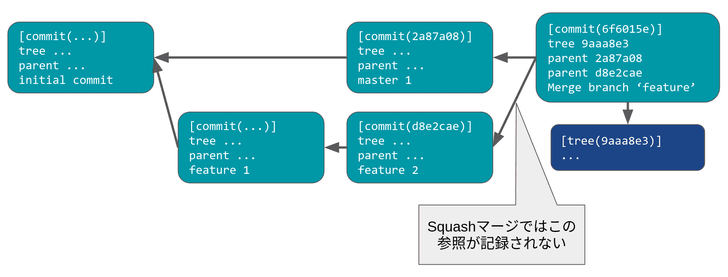 [commit(...)]
tree ...
parent ...
initial commit
[commit(2a87a08)]
tree ...
parent ...
master 1
[commit(6f6015e)]
tree 9aaa8e3
parent 2a87a08
parent d8e2cae
Merge branch ‘feature’
[commit(...)]
tree ...
parent ...
feature 1
[commit(d8e2cae)]
tree ...
parent ...
feature 2
[tree(9aaa8e3)]
...
Squashマージではこの
参照が記録されない